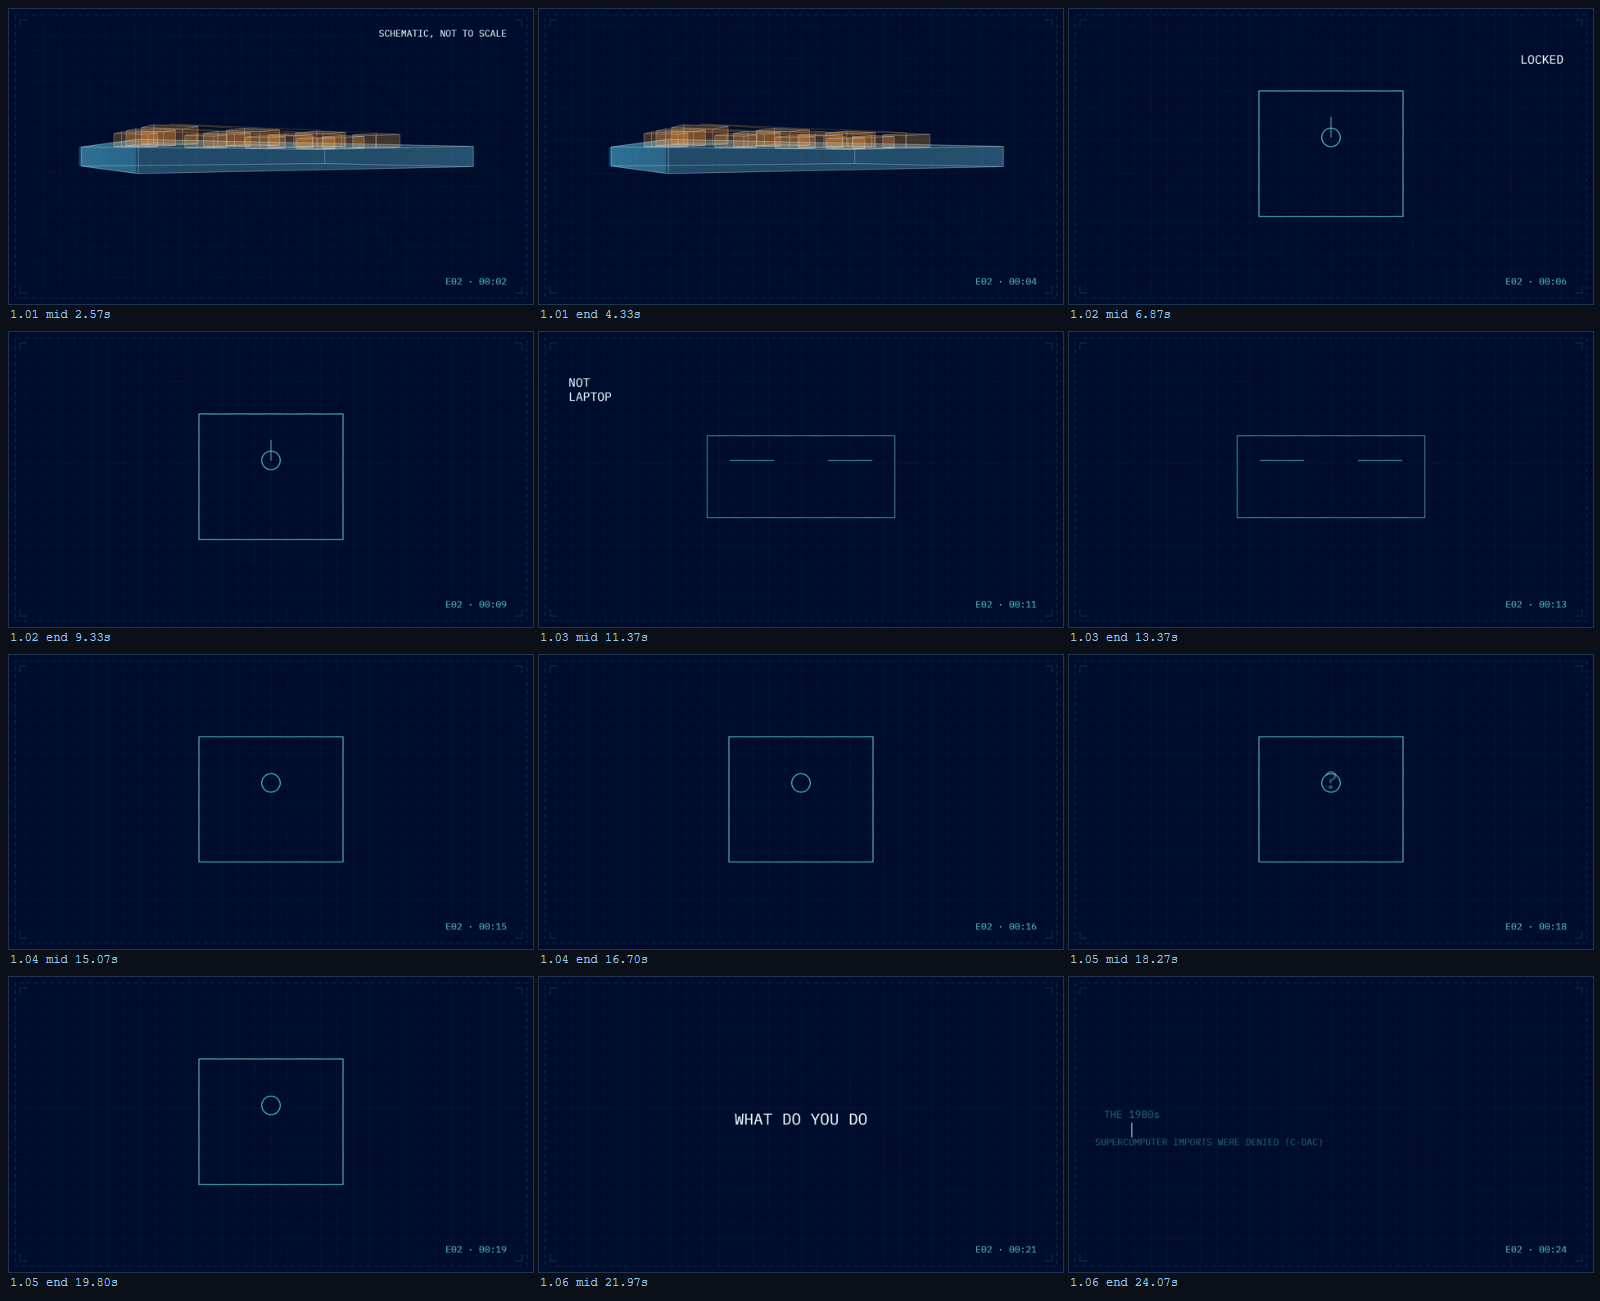 SCHEMATIC, NOT TO SCALE
E02 · 00:02
1.01 mid 2.57s
E02 · 00:04
1.01 end 4.33s
LOCKED
E02 · 00:06
1.02 mid 6.87s
E02 · 00:09
1.02 end 9.33s
NOT
LAPTOP
E02 · 00:11
1.03 mid 11.37s
E02 · 00:13
1.03 end 13.37s
E02 · 00:15
1.04 mid 15.07s
E02 · 00:16
1.04 end 16.70s
?
E02 · 00:18
1.05 mid 18.27s
E02 · 00:19
1.05 end 19.80s
WHAT DO YOU DO
E02 · 00:21
1.06 mid 21.97s
THE 1980s
SUPERCOMPUTER IMPORTS WERE DENIED (C-DAC)
E02 · 00:24
1.06 end 24.07s